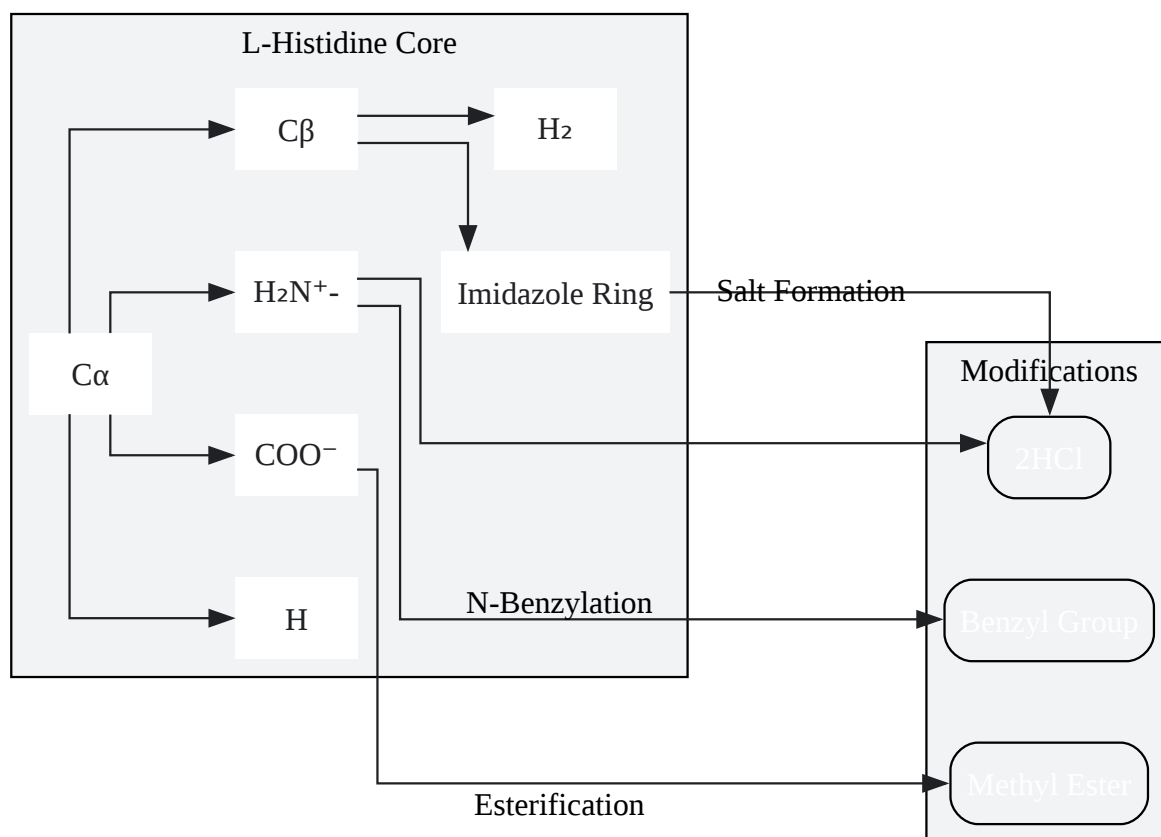 L-Histidine Core
Cβ
H₂
H₂N⁺-
Imidazole Ring
Salt Formation
Cα
Modifications
COO⁻
2HCl
N-Benzylation
H
Benzyl Group
Methyl Ester
Esterification